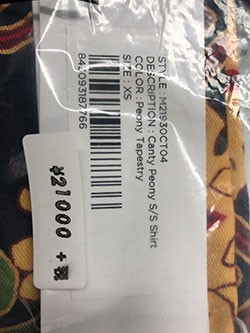 STYLE : M21930CT04
DESCRIPTION : Canty Peony S/S Shirt
COLOR : Peony Tapestry
SIZE : XS
840093187766
¥21000 + 税